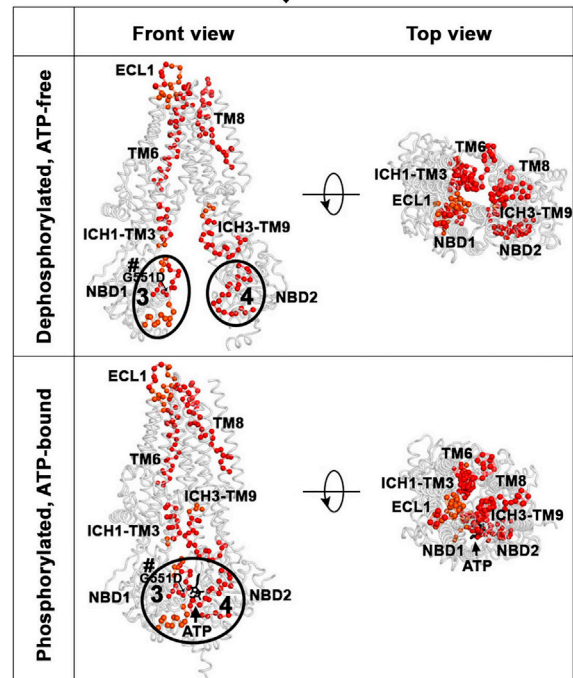 Front view
Top view
Dephosphorylated, ATP-free
ECL1
TM8
TM6
ICH1-TM3
ICH3-TM9
#
G551D
NBD1
3
4
NBD2
TM6
TM8
ICH1-TM3
ECL1
ICH3-TM9
NBD1
NBD2
Phosphorylated, ATP-bound
ECL1
TM8
TM6
ICH3-TM9
ICH1-TM3
#
G551D
NBD1
3
4
NBD2
ATP
TM6
TM8
ICH1-TM3
ECL1
ICH3-TM9
NBD1
NBD2
ATP